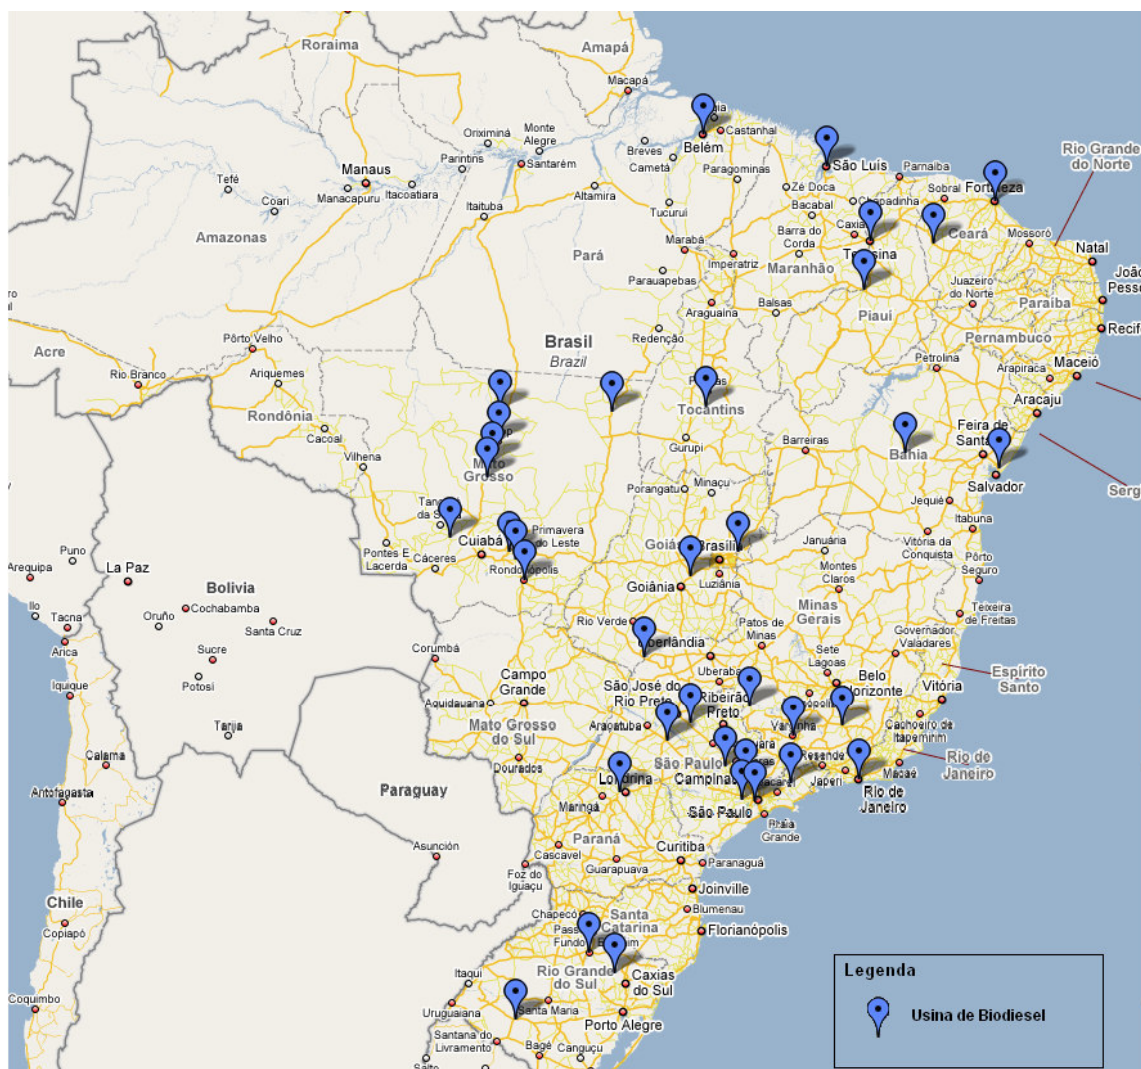 Roraima
Amapá
Macapá
Belém
Castanhal
Oriximiná
Monte
Alegre
Breves
Cametá
Paragominas
São Luís
Parnaíba
Rio Grande
do Norte
Manaus
Parintins
Santarém
Tefé
Manacapuru
Itacoatiara
Altamira
Zé Doca
Chapadinha
Sobral
Fortaleza
Coari
Itaituba
Tucuruí
Bacabal
Amazonas
Barra do
Corda
Ceará
Mossoró
Natal
Pará
Marabá
Imperatriz
Maranhão
Parauapebas
Juazeiro
do Norte
Paraíba
Araguaína
Balsas
Piauí
Pernambuco
Pôrto Velho
Redenção
Brasil
Brazil
Acre
Rio Branco
Ariquemes
Petrolina
Arapiraca
Maceió
Rondônia
Tocantins
Aracaju
Cacoal
Feira de
Gurupi
Barreiras
Bahia
Vilhena
Mato
Grosso
Porangatu
Minaçu
Salvador
Jequié
Itabuna
Primavera
do Leste
Puno
Pontes E
Lacerda
Cáceres
Cuiabá
Januária
Vitória da
Conquista
Pôrto
Seguro
Arequipa
La Paz
Rondonópolis
Luziânia
Goiânia
Montes
Claros
Bolivia
Ilo
Tacna
Arica
Oruño
Cochabamba
Santa Cruz
Rio Verde
Minas
Gerais
Teixeira
de Freitas
Patos de
Minas
Governador
Valadares
Sucre
Corumbá
Uberlândia
Sete
Lagoas
Espírito
Santo
Iquique
Potosí
Campo
Grande
Uberaba
Belo
Horizonte
Vitória
Aquidauana
São José do
Rio Preto
Ribeirão
Preto
Tarija
Mato Grosso
do Sul
Araçatuba
Cachoeiro de
Itapemirim
Calama
Dourados
São Paulo
Campinas
Resende
Rio de
Janeiro
Macaé
Japeri
Antofagasta
Paraguay
Londrina
Maringá
São Paulo
Rio de
Janeiro
Praia
Grande
Paraná
Asunción
Cascavel
Guarapuava
Curitiba
Paranaguá
Foz do
Iguaçu
Joinville
Chile
Copiapó
Chapecó
Santa
Catarina
Blumenau
Florianópolis
Fundo
Itaqui
Rio Grande
do Sul
Caxias
do Sul
Coquimbo
Uruguaiana
Santa Maria
Porto Alegre
Santana do
Livramento
Bagé
Canguçu
Salto
Legenda
Usina de Biodiesel